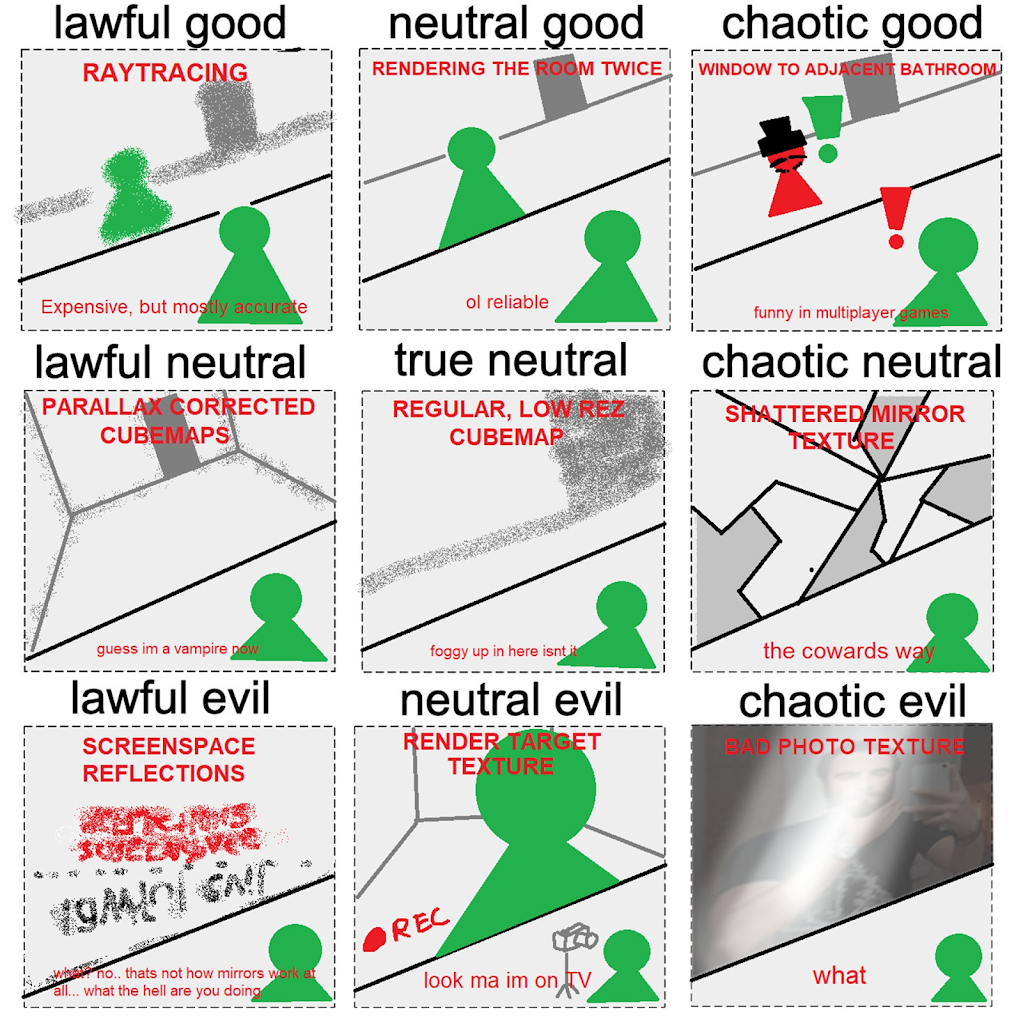 lawful good
neutral good
chaotic good
RAYTRACING
Expensive, but mostly accurate
RENDERING THE ROOM TWICE
ol reliable
WINDOW TO ADJACENT BATHROOM
funny in multiplayer games
lawful neutral
true neutral
chaotic neutral
PARALLAX CORRECTED
CUBEMAPS
guess im a vampire now
REGULAR, LOW REZ
CUBEMAP
foggy up in here isnt it
SHATTERED MIRROR
TEXTURE
the cowards way
lawful evil
neutral evil
chaotic evil
SCREENSPACE
REFLECTIONS
what? no.. thats not how mirrors work at
all... what the hell are you doing
RENDER TARGET
TEXTURE
REC
look ma im on TV
BAD PHOTO TEXTURE
what